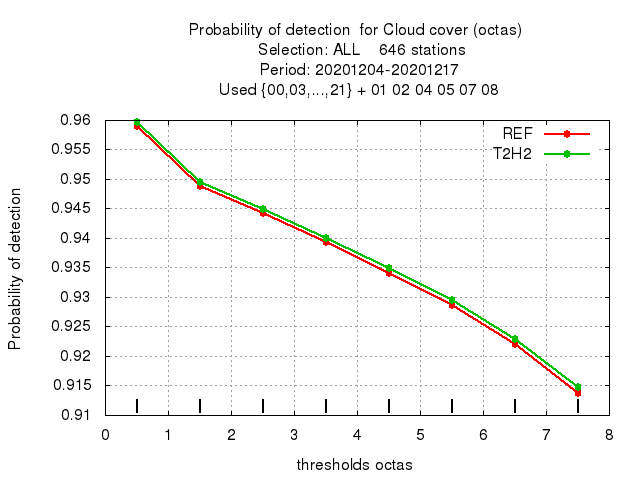 Probability of detection  for Cloud cover (octas)
Selection: ALL    646 stations
Period: 20201204-20201217
Used {00,03,...,21} + 01 02 04 05 07 08
REF
T2H2
0.96
0.955
0.95
0.945
0.94
0.935
0.93
0.925
0.92
0.915
0.91
Probability of detection
0 1 2 3 4 5 6 7 8
thresholds octas